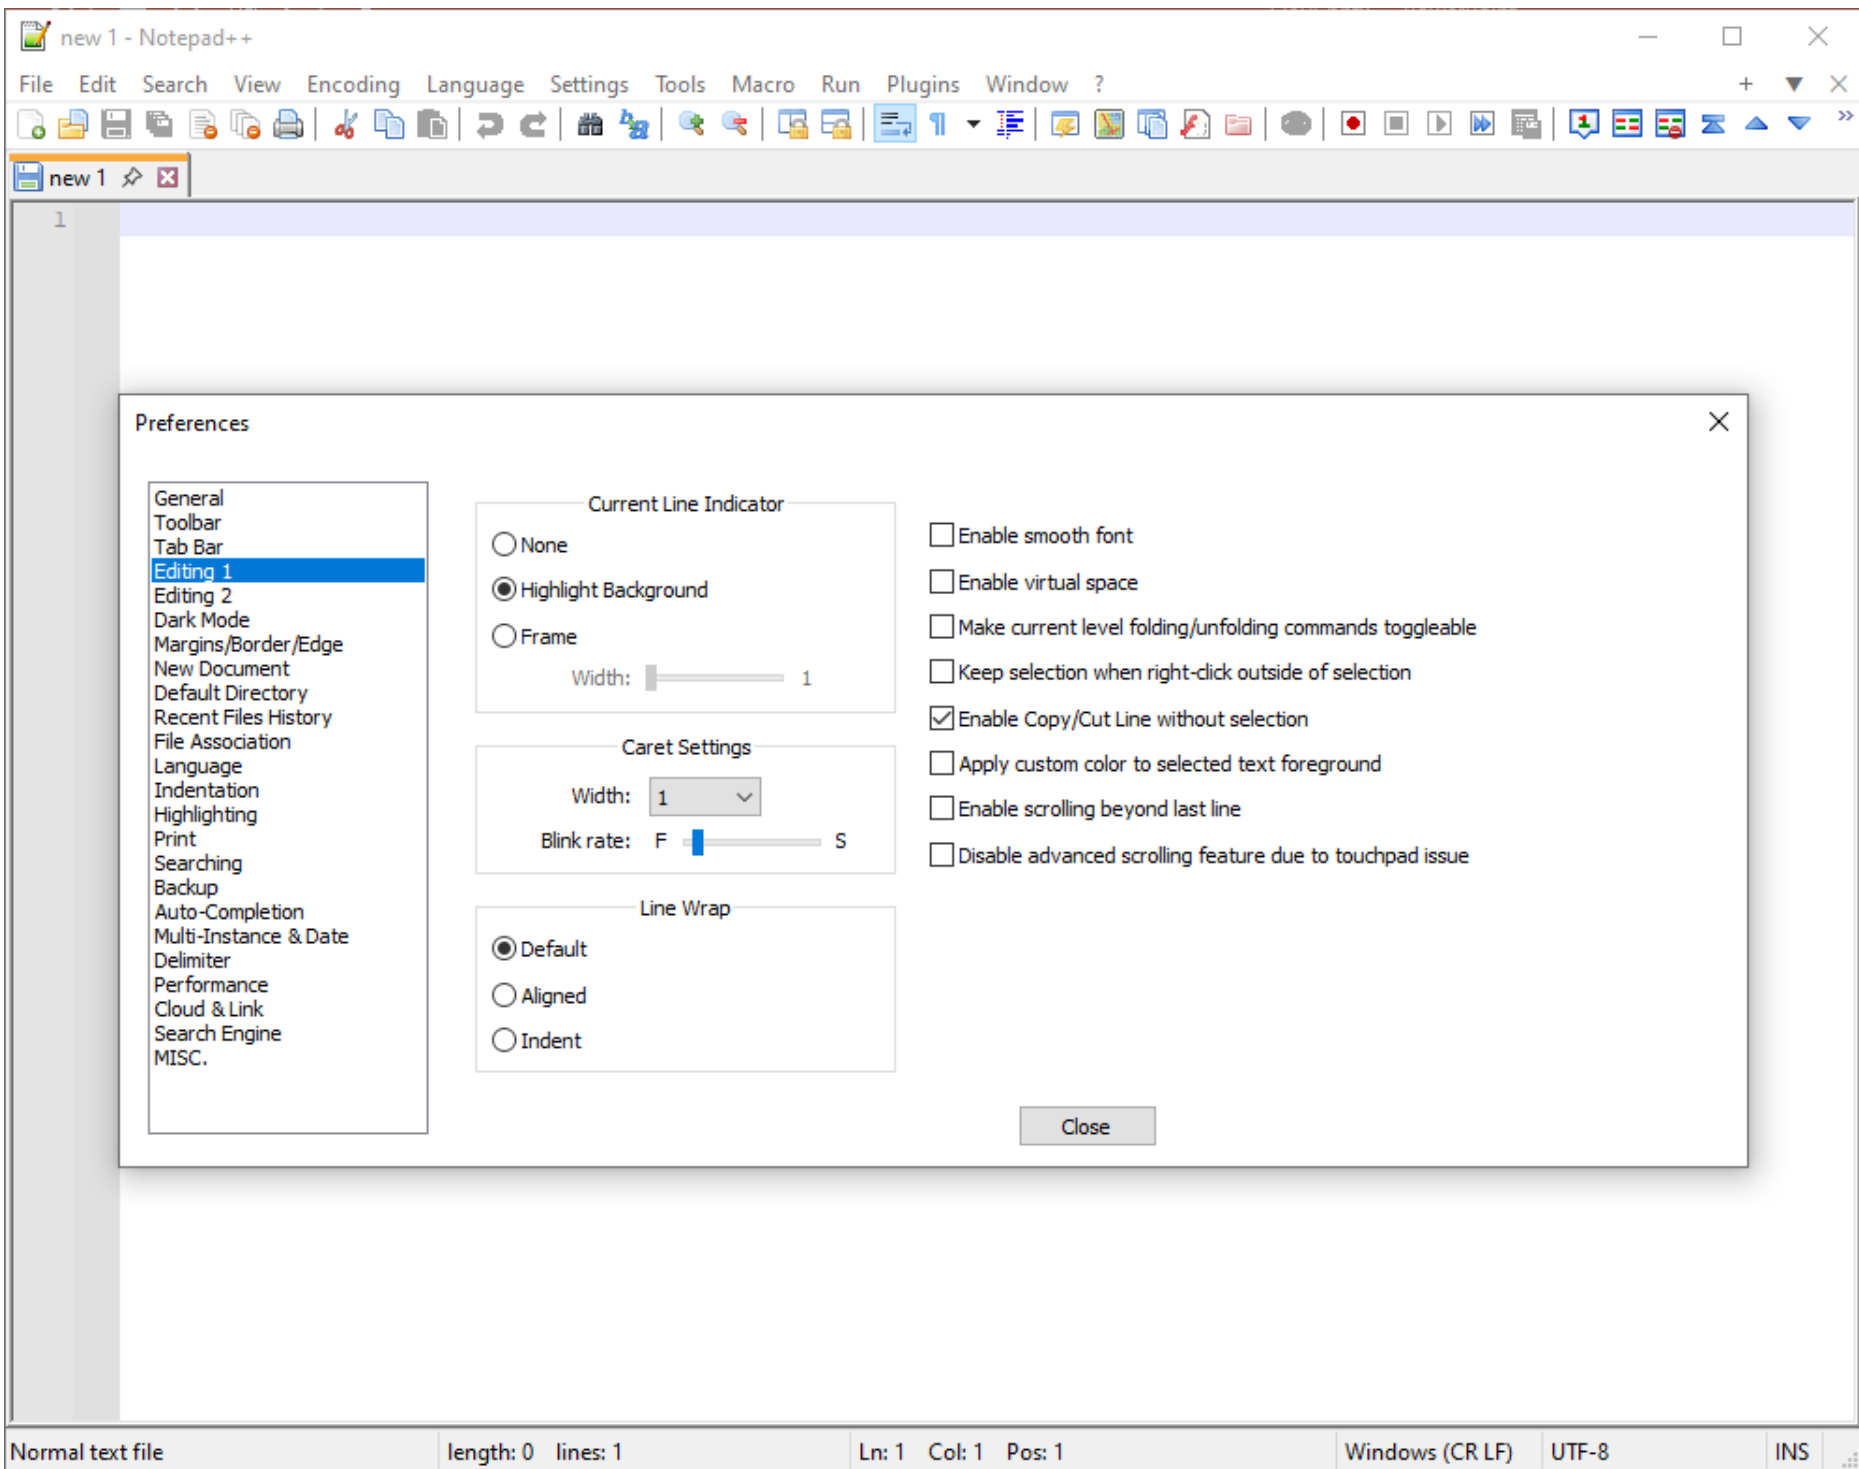 new 1 - Notepad++
File Edit Search View Encoding Language Settings Tools Macro Run Plugins Window ?
new 1
1
Preferences
General
Toolbar
Tab Bar
Editing 1
Editing 2
Dark Mode
Margins/Border/Edge
New Document
Default Directory
Recent Files History
File Association
Language
Indentation
Highlighting
Print
Searching
Backup
Auto-Completion
Multi-Instance & Date
Delimiter
Performance
Cloud & Link
Search Engine
MISC.
Current Line Indicator
None
Highlight Background
Frame
Width: 1
Caret Settings
Width: 1
Blink rate: F S
Line Wrap
Default
Aligned
Indent
Enable smooth font
Enable virtual space
Make current level folding/unfolding commands toggleable
Keep selection when right-click outside of selection
Enable Copy/Cut Line without selection
Apply custom color to selected text foreground
Enable scrolling beyond last line
Disable advanced scrolling feature due to touchpad issue
Close
Normal text file length: 0 lines: 1 Ln: 1 Col: 1 Pos: 1 Windows (CR LF) UTF-8 INS